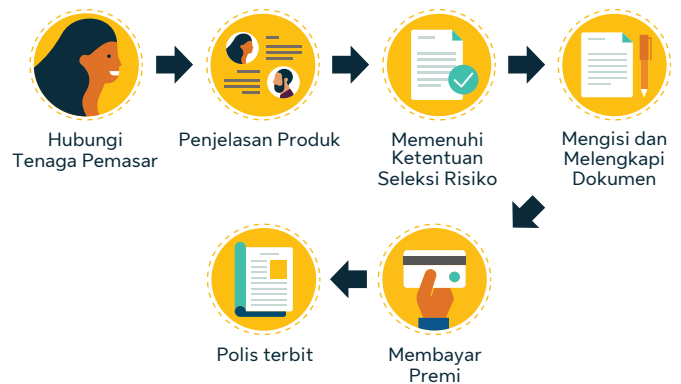 Hubungi
Tenaga Pemasar
Penjelasan Produk
Memenuhi
Ketentuan
Seleksi Risiko
Mengisi dan
Melengkapi
Dokumen
Membayar
Premi
Polis terbit